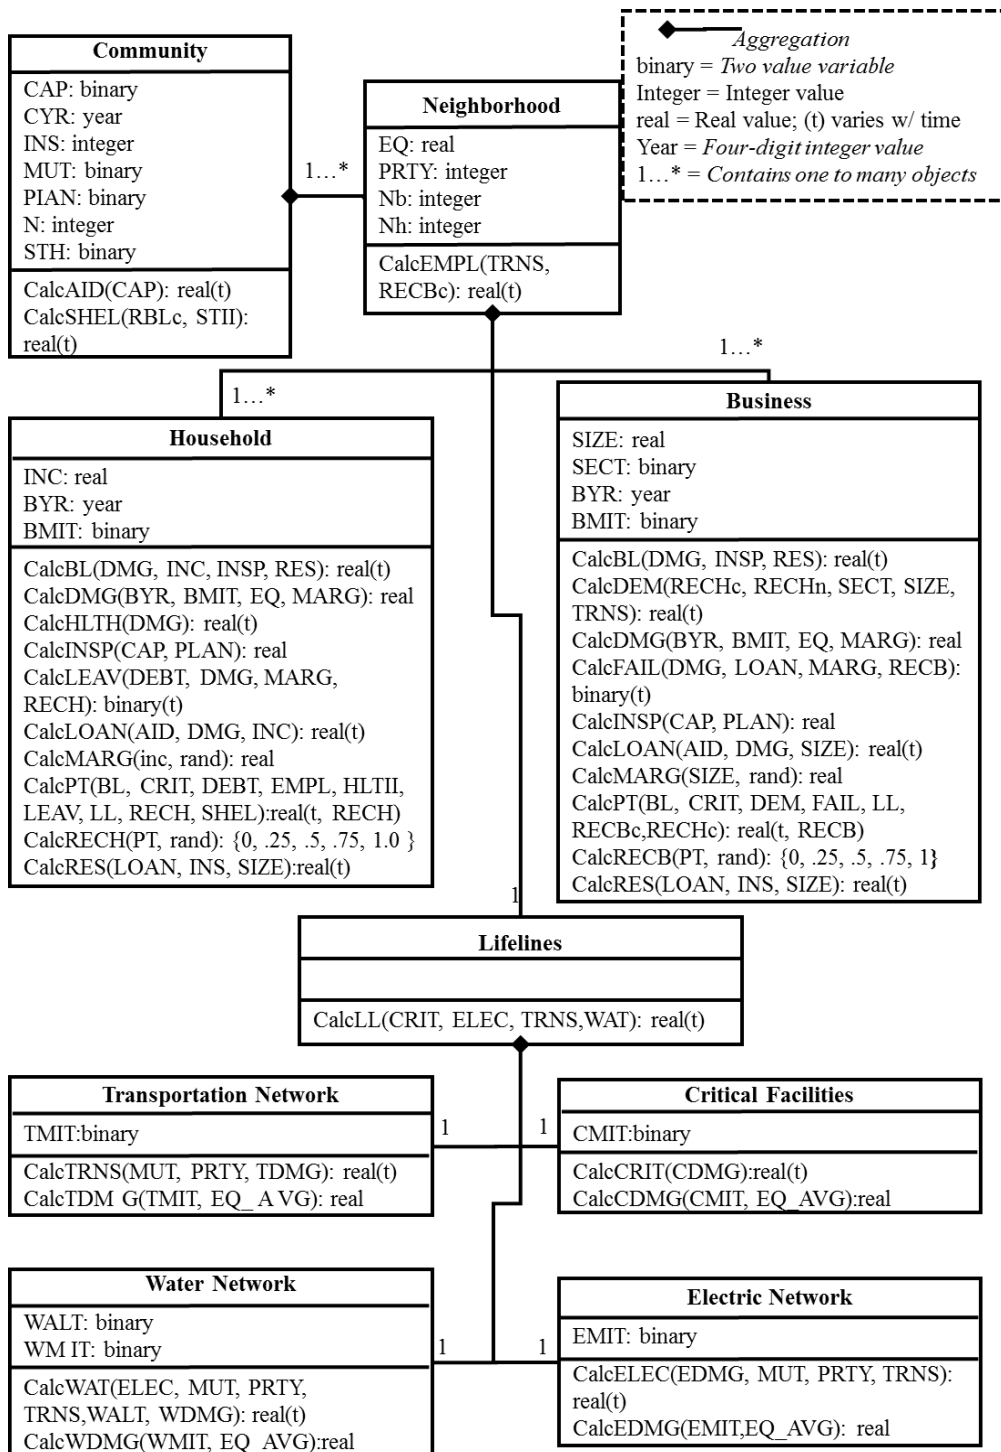 Community
CAP: binary
CYR: year
INS: integer
MUT: binary
PIAN: binary
N: integer
STH: binary
CalcAID(CAP): real(t)
CalcSHEL(RBLc, STII):
real(t)
1…*
Neighborhood
EQ: real
PRTY: integer
Nb: integer
Nh: integer
CalcEMPL(TRNS,
RECBc): real(t)
Aggregation
binary = Two value variable
Integer = Integer value
real = Real value; (t) varies w/ time
Year = Four-digit integer value
1…* = Contains one to many objects
1…*
1…*
Household
INC: real
BYR: year
BMIT: binary
CalcBL(DMG, INC, INSP, RES): real(t)
CalcDMG(BYR, BMIT, EQ, MARG): real
CalcHLTH(DMG): real(t)
CalcINSP(CAP, PLAN): real
CalcLEAV(DEBT, DMG, MARG,
RECH): binary(t)
CalcLOAN(AID, DMG, INC): real(t)
CalcMARG(inc, rand): real
CalcPT(BL, CRIT, DEBT, EMPL, HLTII,
LEAV, LL, RECH, SHEL):real(t, RECH)
CalcRECH(PT, rand): {0, .25, .5, .75, 1.0 }
CalcRES(LOAN, INS, SIZE):real(t)
Business
SIZE: real
SECT: binary
BYR: year
BMIT: binary
CalcBL(DMG, INSP, RES): real(t)
CalcDEM(RECHc, RECHn, SECT, SIZE,
TRNS): real(t)
CalcDMG(BYR, BMIT, EQ, MARG): real
CalcFAIL(DMG, LOAN, MARG, RECB):
binary(t)
CalcINSP(CAP, PLAN): real
CalcLOAN(AID, DMG, SIZE): real(t)
CalcMARG(SIZE, rand): real
CalcPT(BL, CRIT, DEM, FAIL, LL,
RECBc,RECHc): real(t, RECB)
CalcRECB(PT, rand): {0, .25, .5, .75, 1}
CalcRES(LOAN, INS, SIZE): real(t)
1
Lifelines
CalcLL(CRIT, ELEC, TRNS,WAT): real(t)
Transportation Network
TMIT:binary
CalcTRNS(MUT, PRTY, TDMG): real(t)
CalcTDM G(TMIT, EQ_ A VG): real
1
1
Critical Facilities
CMIT:binary
CalcCRIT(CDMG):real(t)
CalcCDMG(CMIT, EQ_AVG):real
Water Network
WALT: binary
WM IT: binary
CalcWAT(ELEC, MUT, PRTY,
TRNS,WALT, WDMG): real(t)
CalcWDMG(WMIT, EQ_AVG):real
1
1
Electric Network
EMIT: binary
CalcELEC(EDMG, MUT, PRTY, TRNS):
real(t)
CalcEDMG(EMIT,EQ_AVG): real